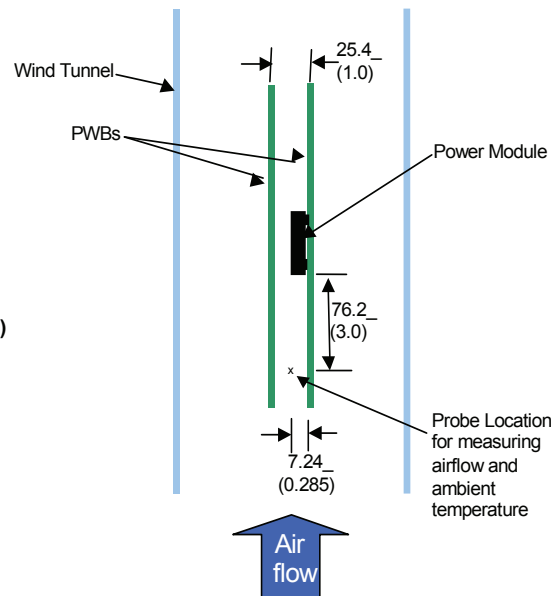 25.4_
(1.0)
Wind Tunnel
PWBs
Power Module
76.2_
(3.0)
)
x
Probe Location
for measuring
airflow and
ambient
temperature
7.24_
(0.285)
Air
flow